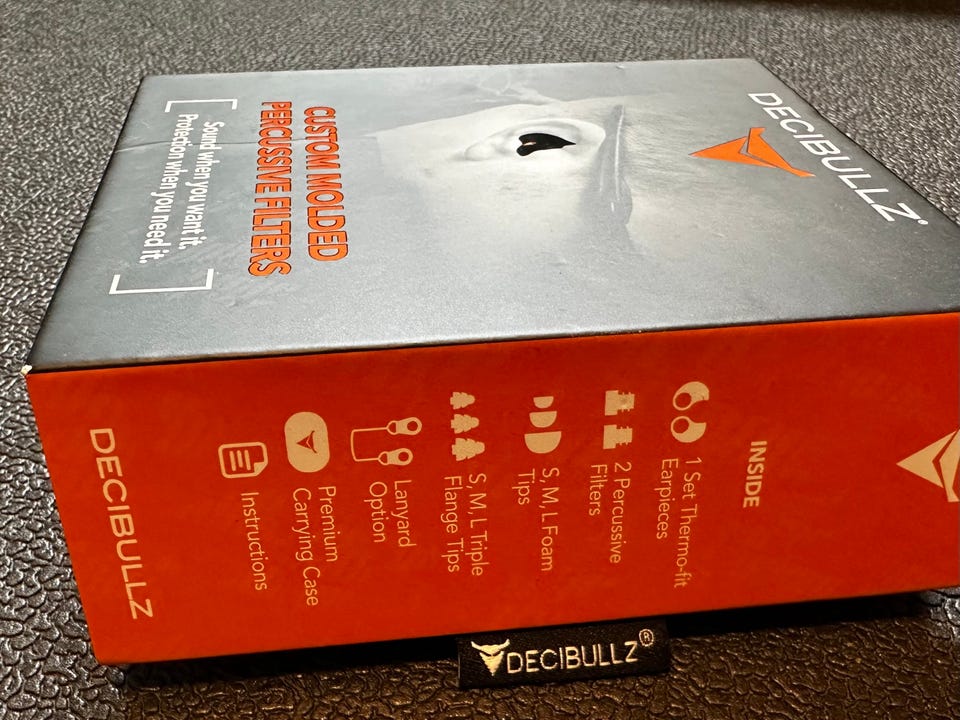 DECIBULLZ®
CUSTOM MOLDED
PERCUSSIVE FILTERS
Sound when you want it.
Protection when you need it.
INSIDE
1 Set Thermo-fit
Earpieces
2 Percussive
Filters
S, M, L Foam
Tips
S, M, L Triple
Flange Tips
Lanyard
Option
Premium
Carrying Case
Instructions
DECIBULLZ
DECIBULLZ®